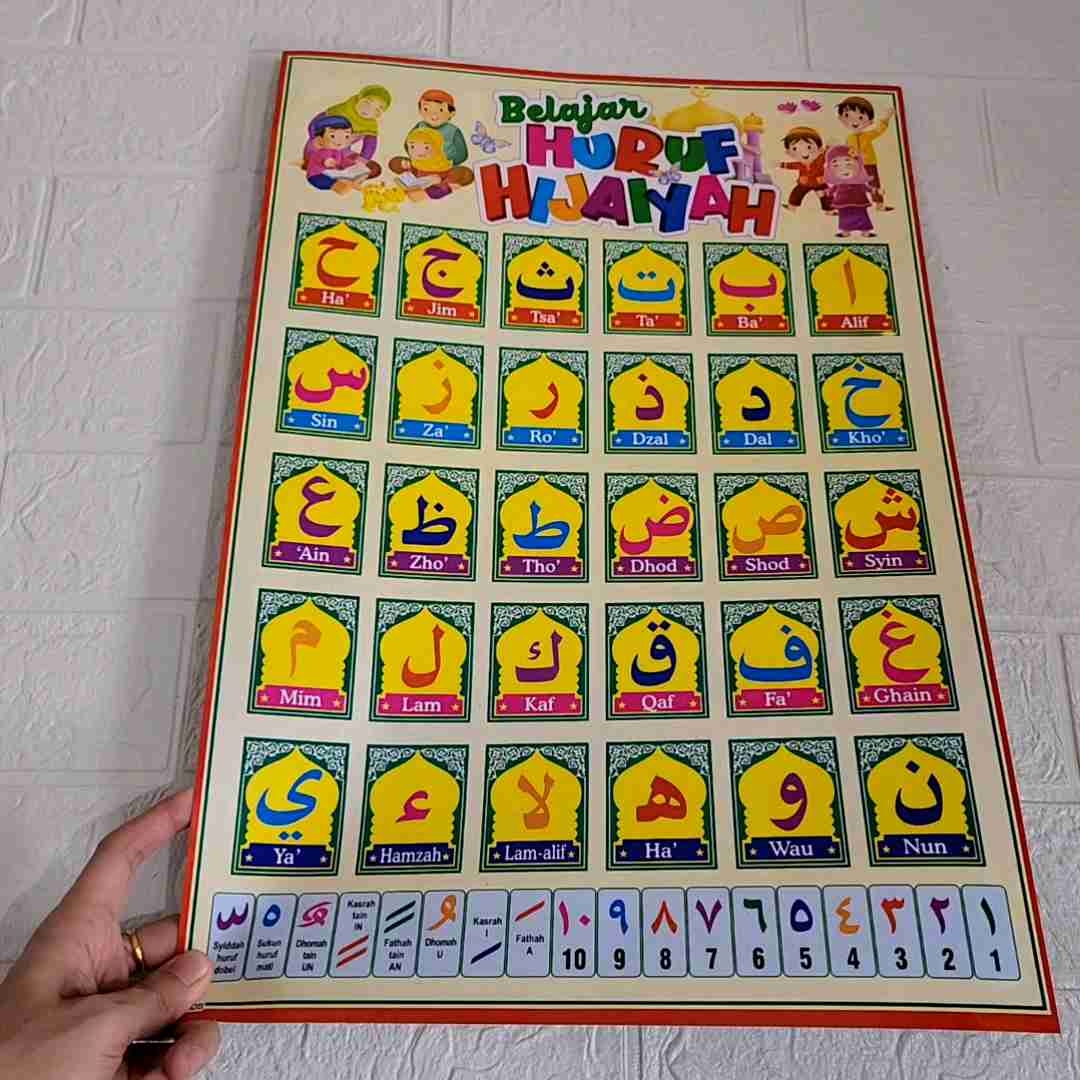 Belajar
HURUF
HIJAIYAH
ا ب ت ث ج ح
Alif Ba' Ta' Tsa' Jim Ha'
خ د ذ ر ز س
Kho' Dal Dzal Ro' Za' Sin
ش ص ض ط ظ ع
Syin Shod Dhod Tho' Zho' 'Ain
غ ف ق ك ل م
Ghain Fa' Qaf Kaf Lam Mim
ن و ه لا ء ي
Nun Wau Ha' Lam-alif Hamzah Ya'
١ ٢ ٣ ٤ ٥ ٦ ٧ ٨ ٩ ١٠
1 2 3 4 5 6 7 8 9 10
Fathah
A
Kasrah
I
Dhomah
U
Fathah
tain
AN
Kasrah
tain
IN
Dhomah
tain
UN
Sukun
huruf
mati
Syiddah
huruf
dobel